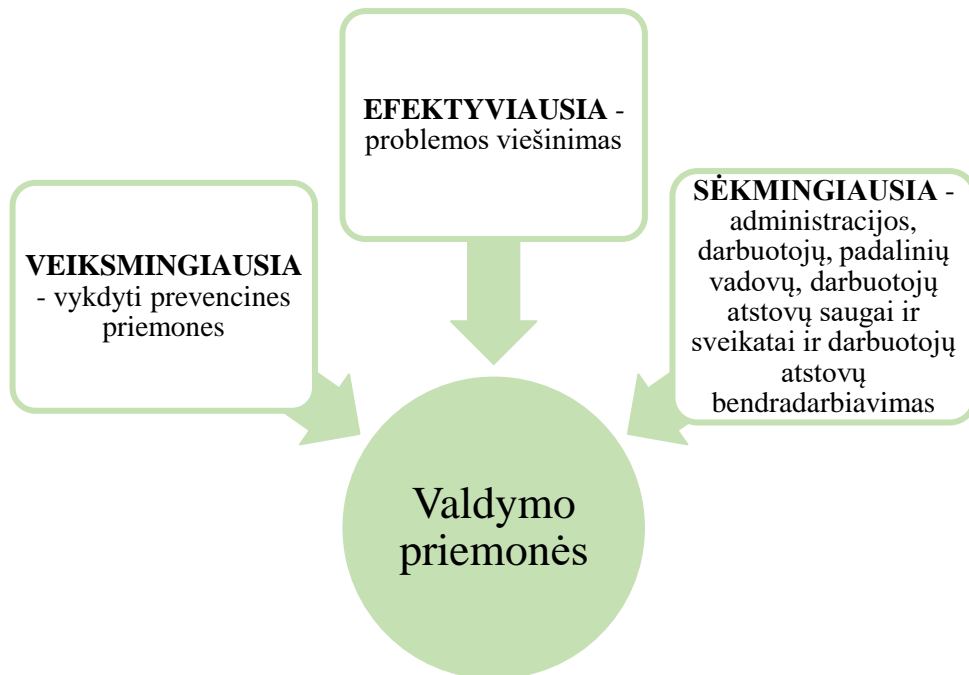 EFEKTYVIAUSIA -
problemos viešinimas
VEIKSMINGIAUSIA
- vykdyti prevencines
priemones
SĖKMINGIAUSIA -
administracijos,
darbuotojų, padalinių
vadovų, darbuotojų
atstovų saugai ir
sveikatai ir darbuotojų
atstovų
bendradarbiavimas
Valdymo
priemonės